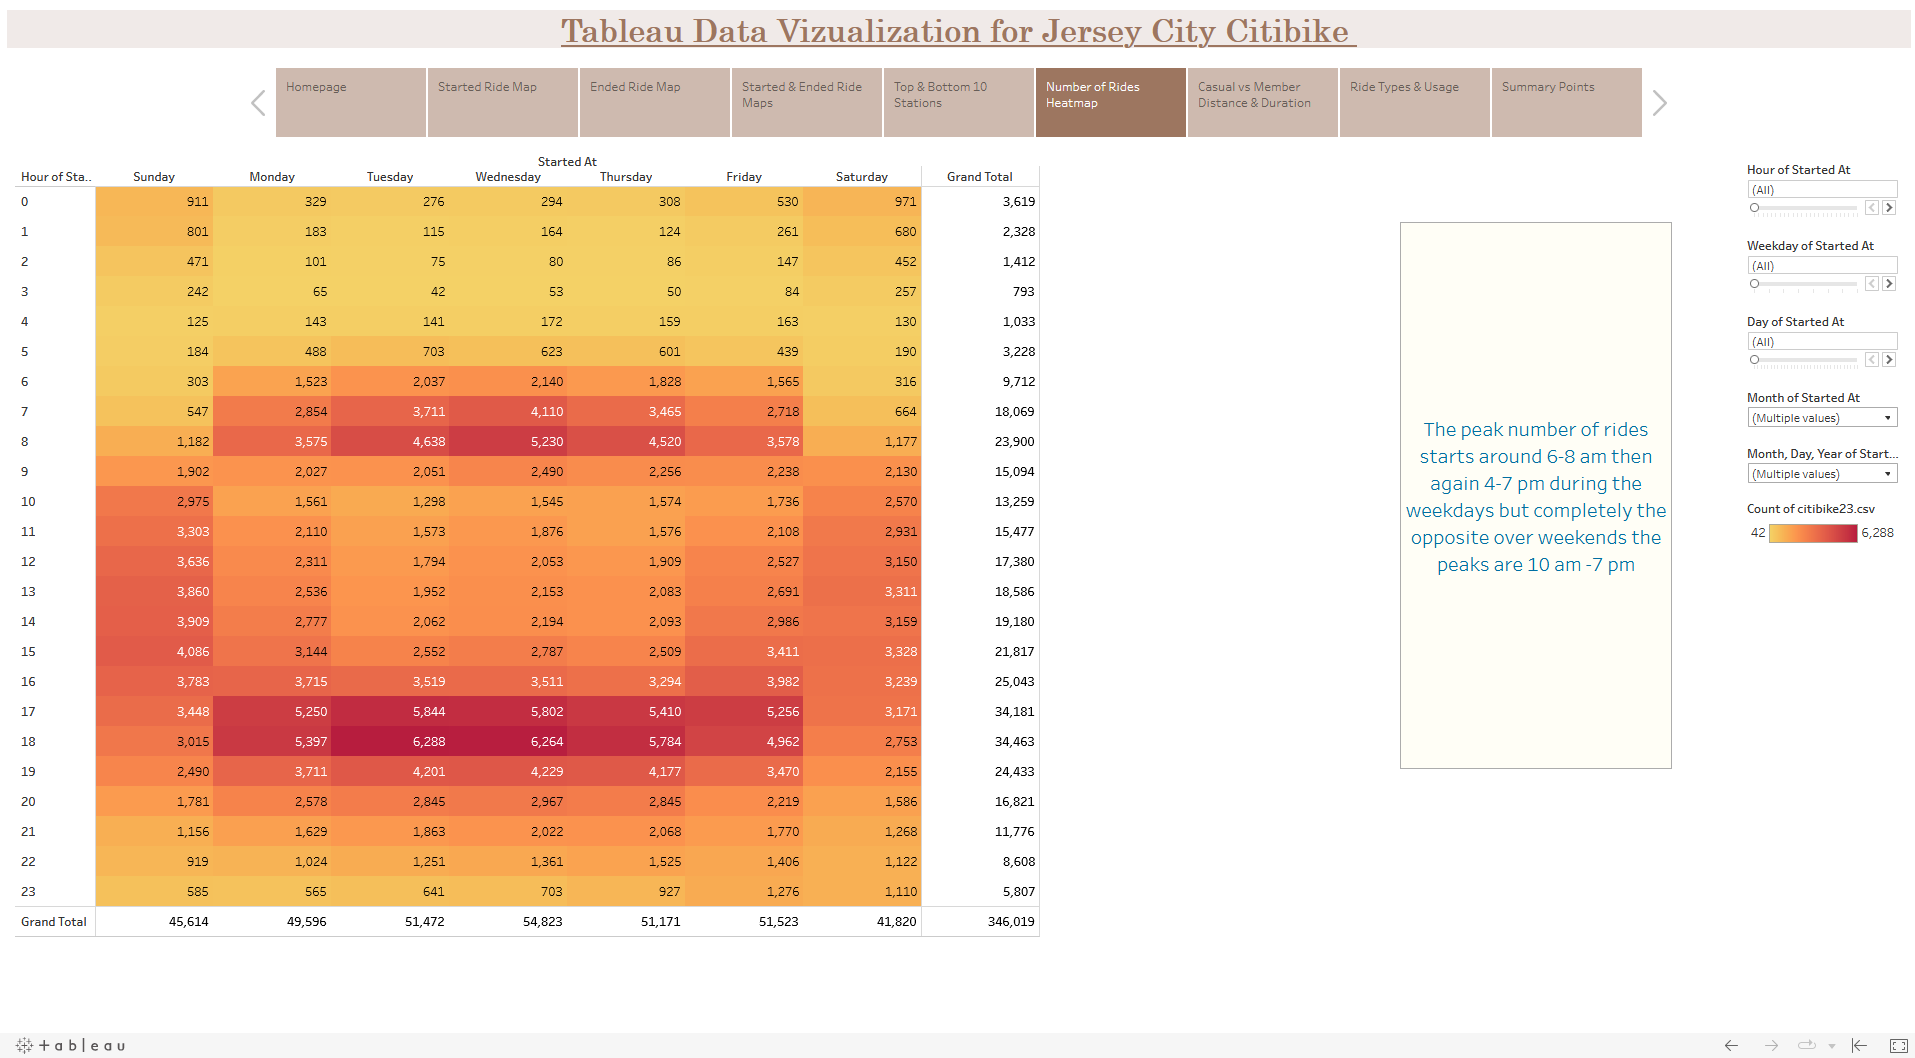 Tableau Data Vizualization for Jersey City Citibike
Homepage
Started Ride Map
Ended Ride Map
Started & Ended Ride
Maps
Top & Bottom 10
Stations
Number of Rides
Heatmap
Casual vs Member
Distance & Duration
Ride Types & Usage
Summary Points
Started At
Hour of Sta.. Sunday Monday Tuesday Wednesday Thursday Friday Saturday Grand Total
0 911 329 276 294 308 530 971 3,619
1 801 183 115 164 124 261 680 2,328
2 471 101 75 80 86 147 452 1,412
3 242 65 42 53 50 84 257 793
4 125 143 141 172 159 163 130 1,033
5 184 488 703 623 601 439 190 3,228
6 303 1,523 2,037 2,140 1,828 1,565 316 9,712
7 547 2,854 3,711 4,110 3,465 2,718 664 18,069
8 1,182 3,575 4,638 5,230 4,520 3,578 1,177 23,900
9 1,902 2,027 2,051 2,490 2,256 2,238 2,130 15,094
10 2,975 1,561 1,298 1,545 1,574 1,736 2,570 13,259
11 3,303 2,110 1,573 1,876 1,576 2,108 2,931 15,477
12 3,636 2,311 1,794 2,053 1,909 2,527 3,150 17,380
13 3,860 2,536 1,952 2,153 2,083 2,691 3,311 18,586
14 3,909 2,777 2,062 2,194 2,093 2,986 3,159 19,180
15 4,086 3,144 2,552 2,787 2,509 3,411 3,328 21,817
16 3,783 3,715 3,519 3,511 3,294 3,982 3,239 25,043
17 3,448 5,250 5,844 5,802 5,410 5,256 3,171 34,181
18 3,015 5,397 6,288 6,264 5,784 4,962 2,753 34,463
19 2,490 3,711 4,201 4,229 4,177 3,470 2,155 24,433
20 1,781 2,578 2,845 2,967 2,845 2,219 1,586 16,821
21 1,156 1,629 1,863 2,022 2,068 1,770 1,268 11,776
22 919 1,024 1,251 1,361 1,525 1,406 1,122 8,608
23 585 565 641 703 927 1,276 1,110 5,807
Grand Total 45,614 49,596 51,472 54,823 51,171 51,523 41,820 346,019
The peak number of rides
starts around 6-8 am then
again 4-7 pm during the
weekdays but completely the
opposite over weekends the
peaks are 10 am -7 pm
Hour of Started At
(All)
Weekday of Started At
(All)
Day of Started At
(All)
Month of Started At
(Multiple values)
Month, Day, Year of Start...
(Multiple values)
Count of citibike23.csv
42 6,288
+ableau